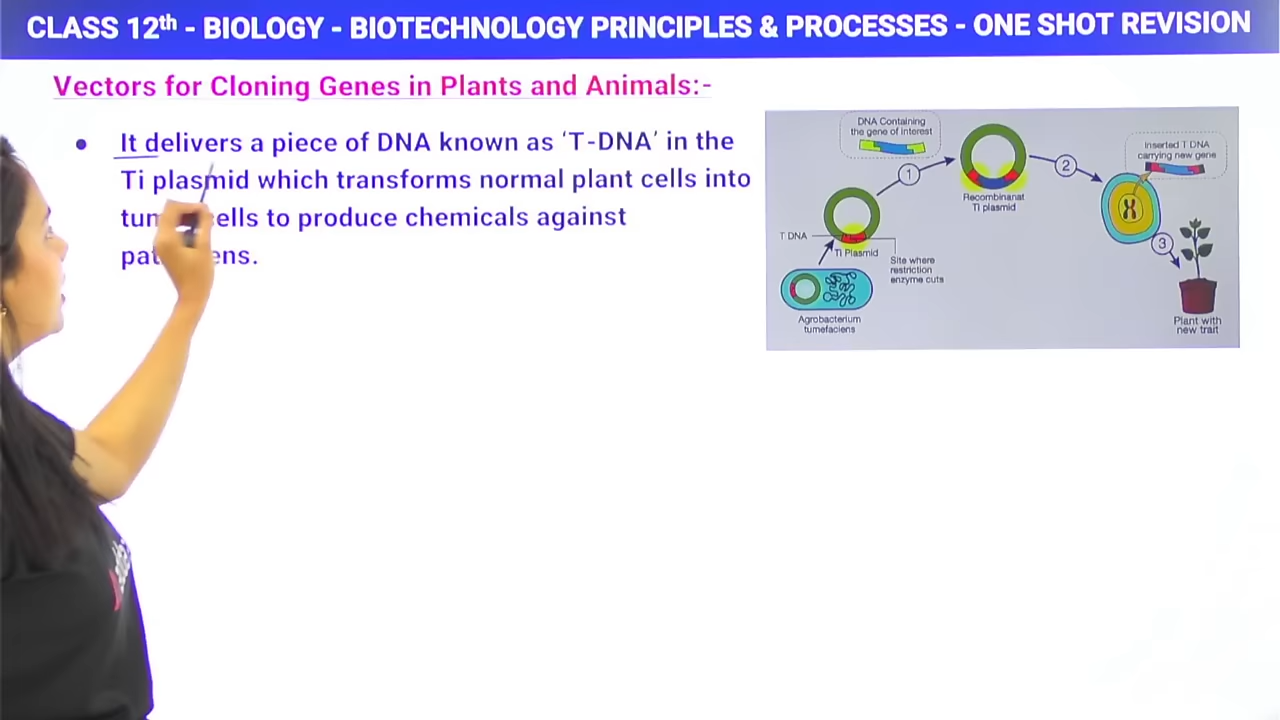 CLASS 12th - BIOLOGY - BIOTECHNOLOGY PRINCIPLES & PROCESSES - ONE SHOT REVISION
Vectors for Cloning Genes in Plants and Animals:-
• It delivers a piece of DNA known as ‘T-DNA’ in the
Ti plasmid which transforms normal plant cells into
to produce chemicals against
DNA Containing
the gene of interest
1
Recombinanat
Ti plasmid
2
Inserted T DNA
carrying new gene
T DNA
Ti Plasmid
Site where
restriction
enzyme cuts
Agrobacterium
tumefaciens
3
Plant with
new trait